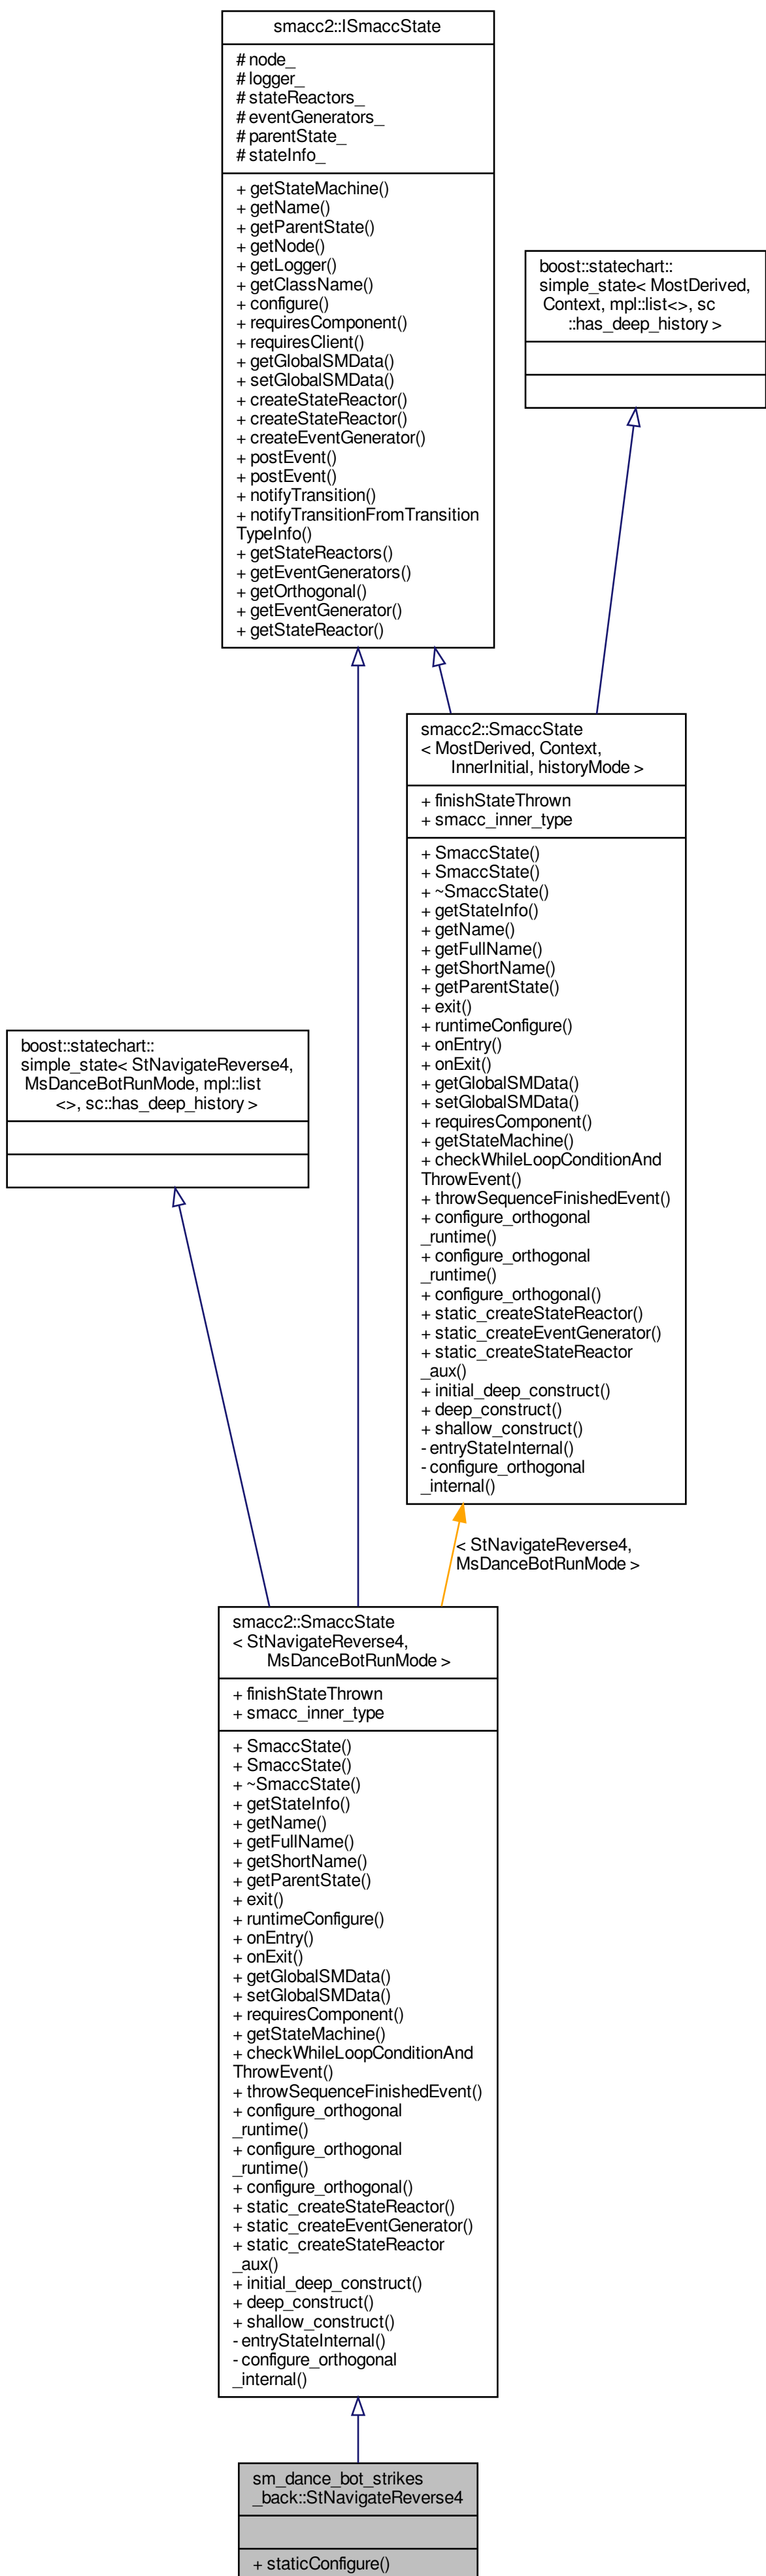 smacc2::ISmaccState
# node_
# logger_
# stateReactors_
# eventGenerators_
# parentState_
# stateInfo_
+ getStateMachine()
+ getName()
+ getParentState()
+ getNode()
+ getLogger()
+ getClassName()
+ configure()
+ requiresComponent()
+ requiresClient()
+ getGlobalSMData()
+ setGlobalSMData()
+ createStateReactor()
+ createStateReactor()
+ createEventGenerator()
+ postEvent()
+ postEvent()
+ notifyTransition()
+ notifyTransitionFromTransition
TypeInfo()
+ getStateReactors()
+ getEventGenerators()
+ getOrthogonal()
+ getEventGenerator()
+ getStateReactor()
boost::statechart::
simple_state< MostDerived,
Context, mpl::list<>, sc
::has_deep_history >
smacc2::SmaccState
< MostDerived, Context,
InnerInitial, historyMode >
+ finishStateThrown
+ smacc_inner_type
+ SmaccState()
+ SmaccState()
+ ~SmaccState()
+ getStateInfo()
+ getName()
+ getFullName()
+ getShortName()
+ getParentState()
+ exit()
+ runtimeConfigure()
+ onEntry()
+ onExit()
+ getGlobalSMData()
+ setGlobalSMData()
+ requiresComponent()
+ getStateMachine()
+ checkWhileLoopConditionAnd
ThrowEvent()
+ throwSequenceFinishedEvent()
+ configure_orthogonal
_runtime()
+ configure_orthogonal
_runtime()
+ configure_orthogonal()
+ static_createStateReactor()
+ static_createEventGenerator()
+ static_createStateReactor
_aux()
+ initial_deep_construct()
+ deep_construct()
+ shallow_construct()
- entryStateInternal()
- configure_orthogonal
_internal()
boost::statechart::
simple_state< StNavigateReverse4,
MsDanceBotRunMode, mpl::list
<>, sc::has_deep_history >
< StNavigateReverse4,
MsDanceBotRunMode >
smacc2::SmaccState
< StNavigateReverse4,
MsDanceBotRunMode >
+ finishStateThrown
+ smacc_inner_type
+ SmaccState()
+ SmaccState()
+ ~SmaccState()
+ getStateInfo()
+ getName()
+ getFullName()
+ getShortName()
+ getParentState()
+ exit()
+ runtimeConfigure()
+ onEntry()
+ onExit()
+ getGlobalSMData()
+ setGlobalSMData()
+ requiresComponent()
+ getStateMachine()
+ checkWhileLoopConditionAnd
ThrowEvent()
+ throwSequenceFinishedEvent()
+ configure_orthogonal
_runtime()
+ configure_orthogonal
_runtime()
+ configure_orthogonal()
+ static_createStateReactor()
+ static_createEventGenerator()
+ static_createStateReactor
_aux()
+ initial_deep_construct()
+ deep_construct()
+ shallow_construct()
- entryStateInternal()
- configure_orthogonal
_internal()
sm_dance_bot_strikes
_back::StNavigateReverse4
+ staticConfigure()